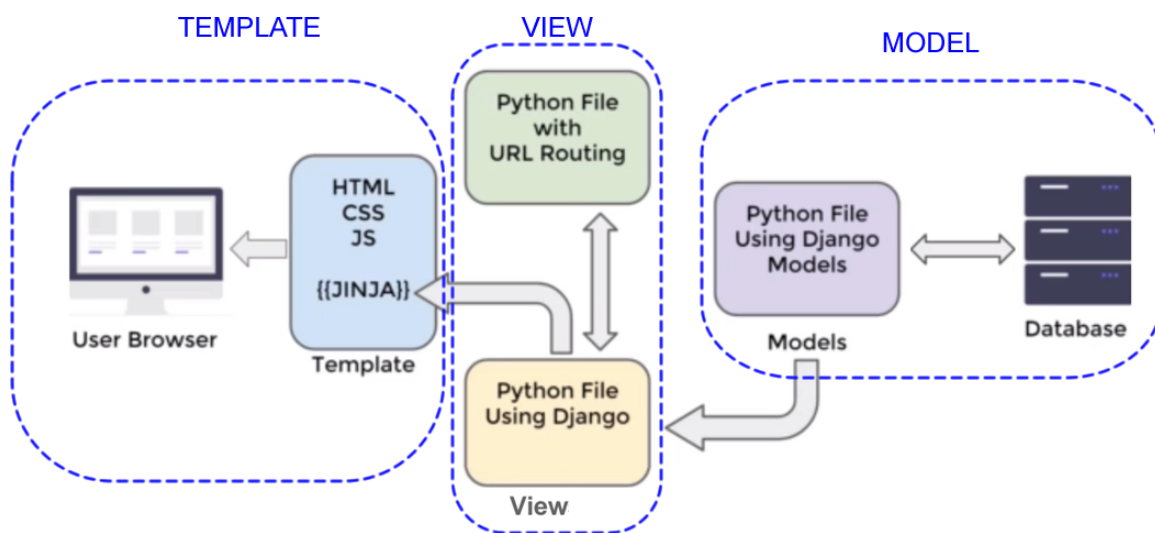 TEMPLATE
VIEW
MODEL
Python File
with
URL Routing
HTML
CSS
JS
{{JINJA}}
User Browser
Template
Python File
Using Django
View
Python File
Using Django
Models
Models
Database